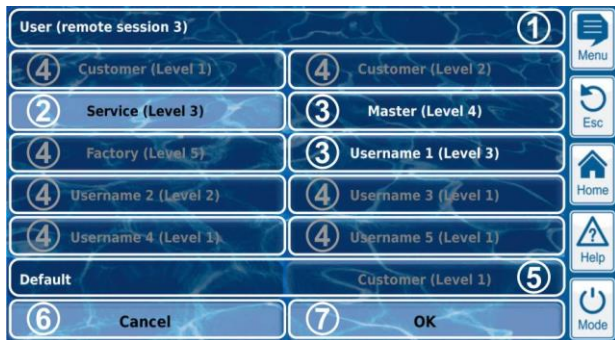 User (remote session 3) 1
Menu
4 Customer (Level 1) 4 Customer (Level 2)
2 Service (Level 3) 3 Master (Level 4)
Esc
4 Factory (Level 5) 3 Username 1 (Level 3)
Home
4 Username 2 (Level 2) 4 Username 3 (Level 1)
4 Username 4 (Level 1) 4 Username 5 (Level 1)
? Help
Default Customer (Level 1) 5
6 Cancel 7 OK
Mode